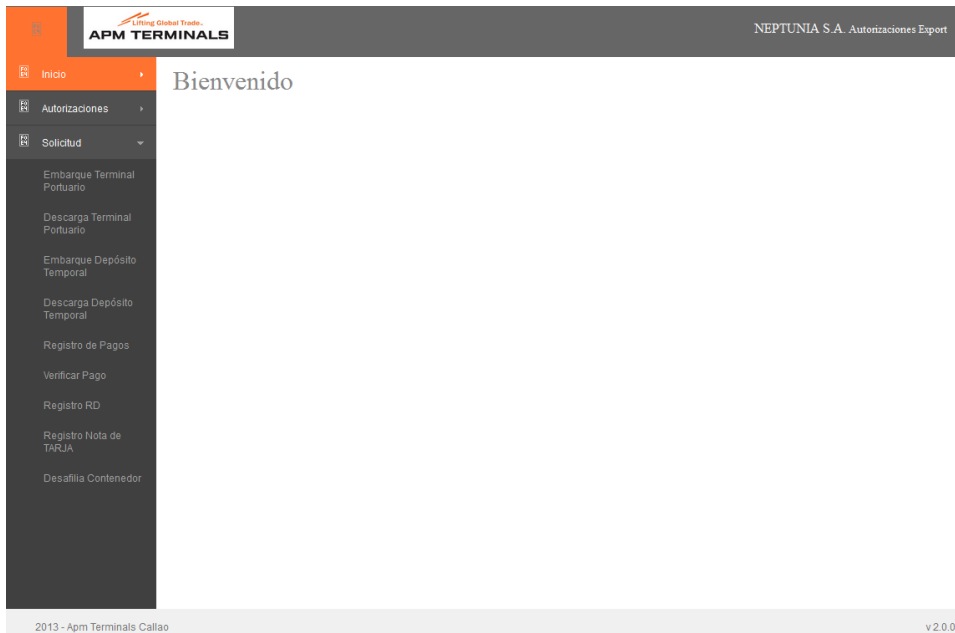 Lifting Global Trade.
APM TERMINALS
NEPTUNIA S.A. Autorizaciones Export
Inicio
Bienvenido
Autorizaciones
Solicitud
Embarque Terminal
Portuario
Descarga Terminal
Portuario
Embarque Depósito
Temporal
Descarga Depósito
Temporal
Registro de Pagos
Verificar Pago
Registro RD
Registro Nota de
TARJA
Desafilia Contenedor
2013 - Apm Terminals Callao
v 2.0.0